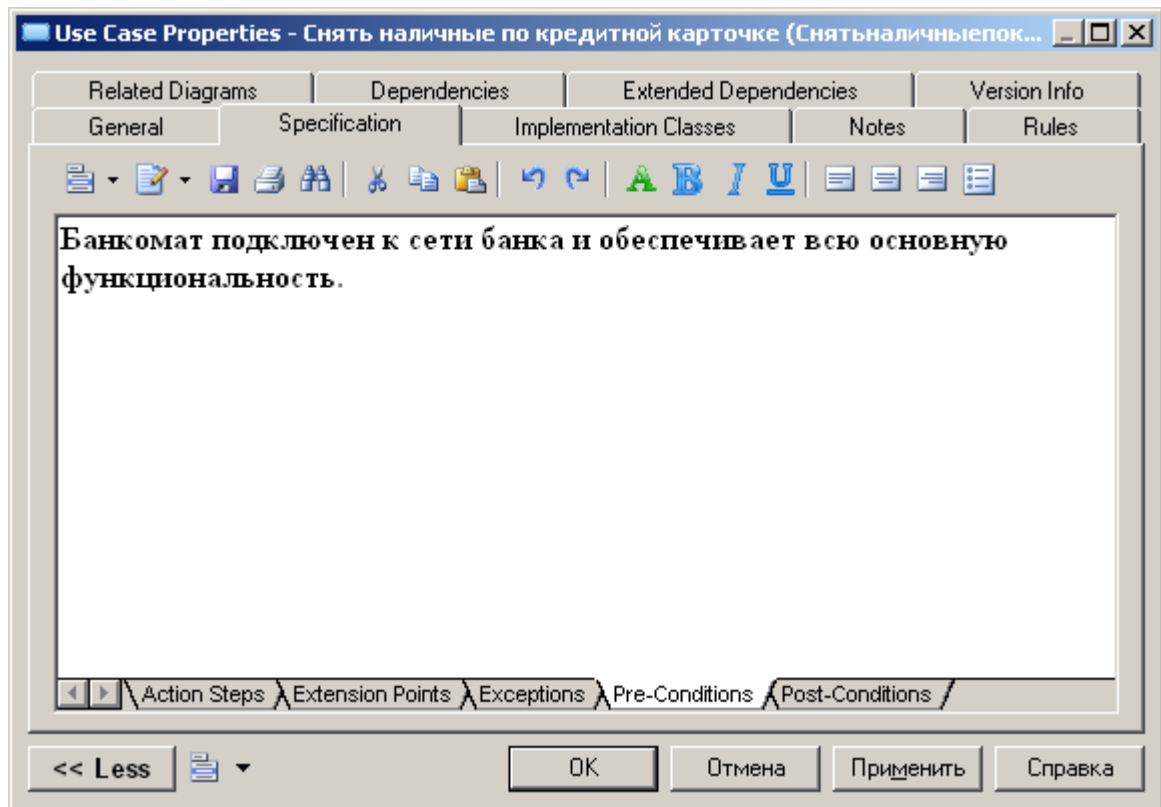 Use Case Properties - Снять наличные по кредитной карточке (Снятьналичныепок...
Related Diagrams Dependencies Extended Dependencies Version Info
General Specification Implementation Classes Notes Rules
A B I U
Банкомат подключен к сети банка и обеспечивает всю основную
функциональность.
Action Steps Extension Points Exceptions Pre-Conditions Post-Conditions
<< Less OK Отмена Применить Справка